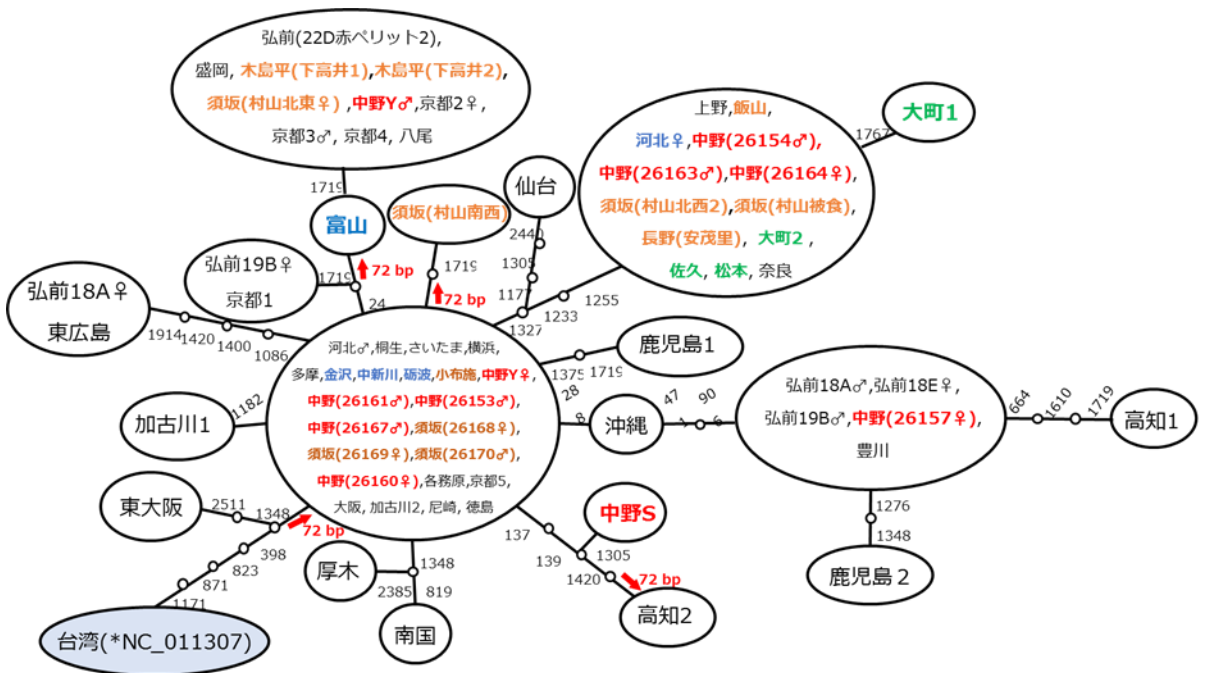 弘前(22D赤ペリット2),
盛岡, 木島平(下高井1),木島平(下高井2),
須坂(村山北東♀) ,中野Y♂,京都2♀,
京都3♂, 京都4, 八尾
1719
富山
72 bp
1719
24
弘前19B♀
京都1
須坂(村山南西)
1719
72 bp
仙台
2440
1305
1177
1327
1233
1255
上野,飯山,
河北♀,中野(26154♂),
中野(26163♂),中野(26164♀),
須坂(村山北西2),須坂(村山被食),
長野(安茂里), 大町2 ,
佐久, 松本, 奈良
1767
大町1
弘前18A♀
東広島
1914
1420
1400
1086
河北♂,桐生,さいたま,横浜,
多摩,金沢,中新川,砺波,小布施,中野Y♀,
中野(26161♂),中野(26153♂),
中野(26167♂),須坂(26168♀),
須坂(26169♀),須坂(26170♂),
中野(26160♀),各務原,京都5,
大阪, 加古川2, 尼崎, 徳島
1375
1719
鹿児島1
28
8
沖縄
47
1
90
6
弘前18A♂,弘前18E♀,
弘前19B♂,中野(26157♀),
豊川
664
1610
1719
高知1
1276
1348
鹿児島２
加古川1
1182
東大阪
2511
1348
72 bp
398
823
871
1171
台湾(*NC_011307)
厚木
2385
1348
819
南国
137
139
中野S
1305
1420
72 bp
高知2